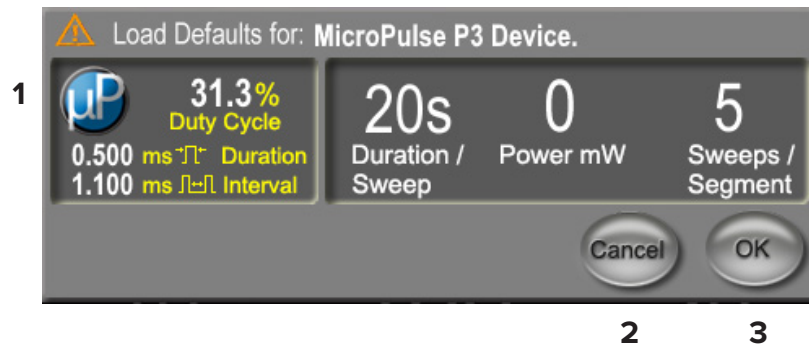 Load Defaults for: MicroPulse P3 Device.
1
µP
31.3%
Duty Cycle
0.500 ms Duration
1.100 ms Interval
20s
Duration /
Sweep
0
Power mW
5
Sweeps /
Segment
Cancel
OK
2
3